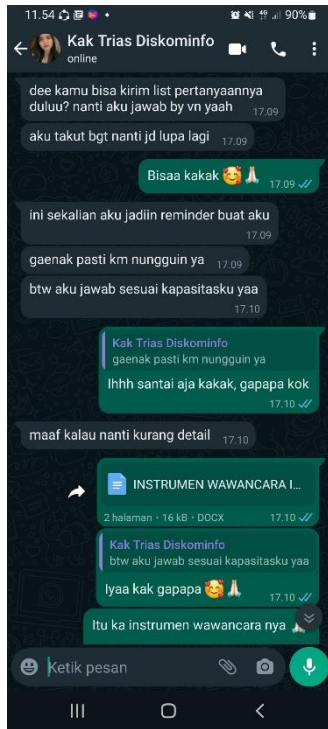 11.54
90%
Kak Trias Diskominfo
online
dee kamu bisa kirim list pertanyaannya
duluu? nanti aku jawab by vn yaah 17.09
aku takut bgt nanti jd lupa lagi 17.09
Bisaa kakak 🥰🙏🏻 17.09
ini sekalian aku jadiin reminder buat aku
17.09
gaenak pasti km nungguin ya 17.09
btw aku jawab sesuai kapasitasku yaa
17.10
Kak Trias Diskominfo
gaenak pasti km nungguin ya
Ihhh santai aja kakak, gapapa kok
17.10
maaf kalau nanti kurang detail 17.10
INSTRUMEN WAWANCARA I...
2 halaman • 16 kB • DOCX 17.10
Kak Trias Diskominfo
btw aku jawab sesuai kapasitasku yaa
Iyaa kak gapapa 🥰🙏🏻 17.10
Itu ka instrumen wawancara nya 🙏🏻
Ketik pesan